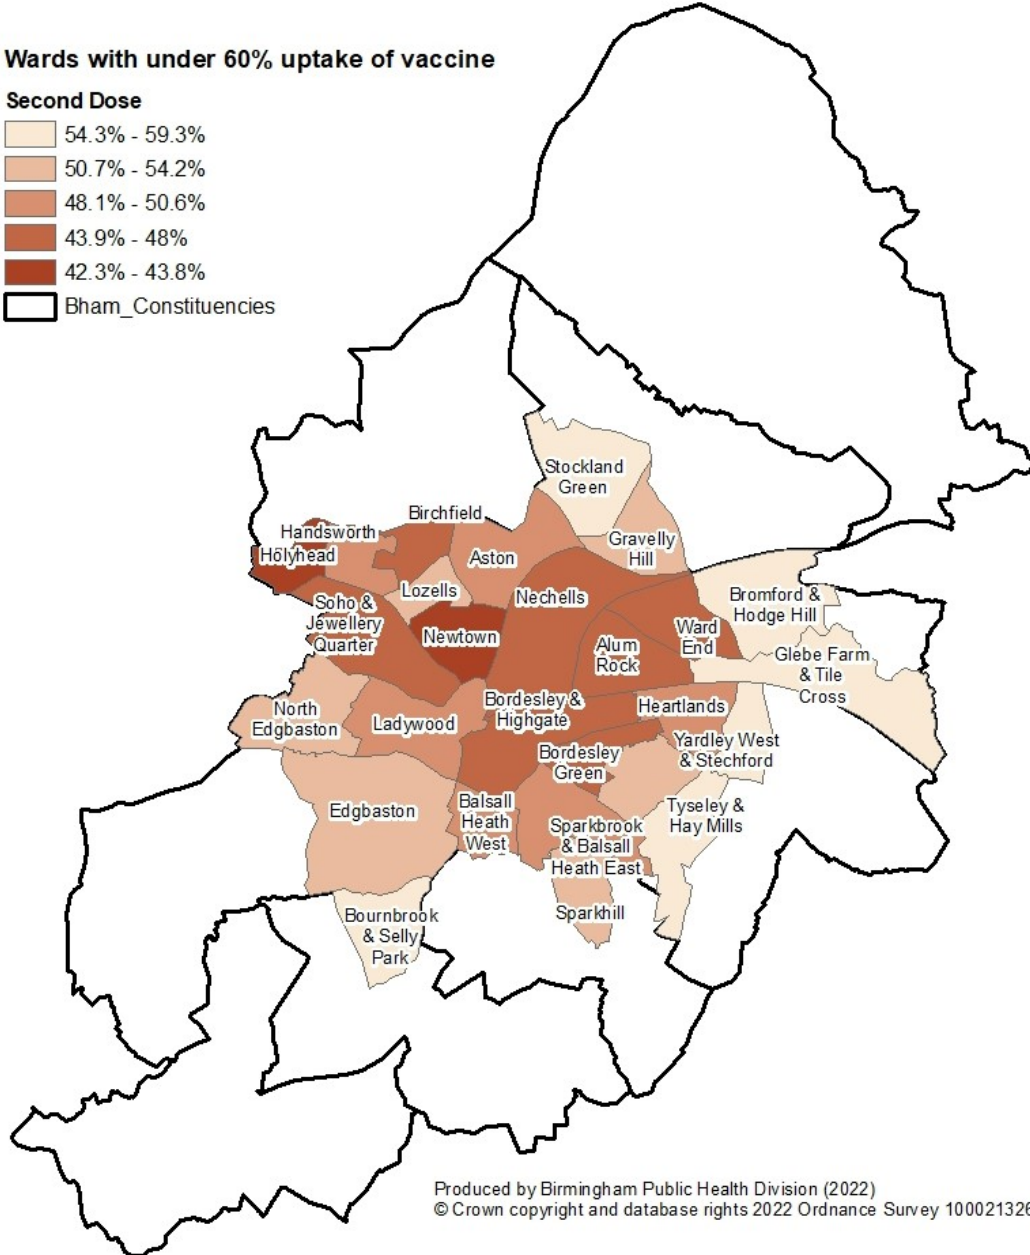 Wards with under 60% uptake of vaccine
Second Dose
54.3% - 59.3%
50.7% - 54.2%
48.1% - 50.6%
43.9% - 48%
42.3% - 43.8%
Bham_Constituencies
Stockland
Green
Birchfield
Handsworth
Holyhead
Aston
Gravelly
Hill
Lozells
Nechells
Bromford &
Hodge Hill
Soho &
Jewellery
Quarter
Newtown
Ward
End
Alum
Rock
Glebe Farm
& Tile
Cross
North
Edgbaston
Ladywood
Bordesley &
Highgate
Heartlands
Bordesley
Green
Yardley West
& Stechford
Edgbaston
Balsall
Heath
West
Sparkbrook
& Balsall
Heath East
Tyseley &
Hay Mills
Sparkhill
Bournbrook
& Selly
Park
Produced by Birmingham Public Health Division (2022)
© Crown copyright and database rights 2022 Ordnance Survey 100021326